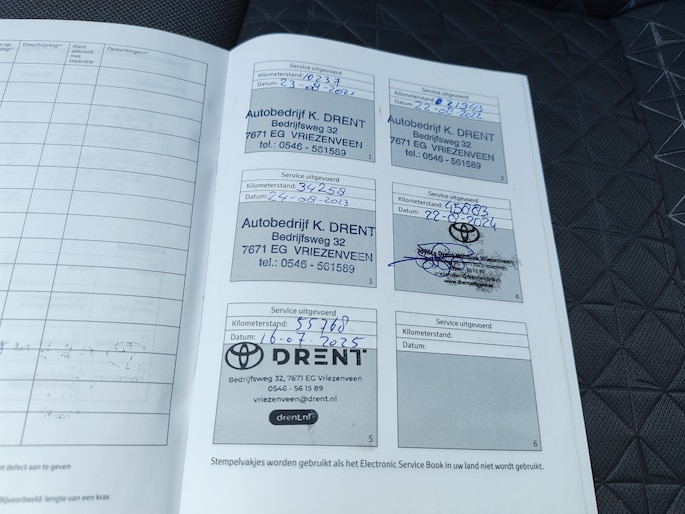 Omschrijving
Klant
akkoord
met
reparatie
Opmerkingen
t defect aan te geven
Bijvoorbeeld: lengte van een kras
Service uitgevoerd
Kilometerstand: 10237
Datum: 23-08-2021
Autobedrijf K. DRENT
Bedrijfsweg 32
7671 EG VRIEZENVEEN
tel.: 0546 - 561589
1
Service uitgevoerd
Kilometerstand: 21943
Datum: 22-08-2022
Autobedrijf K. DRENT
Bedrijfsweg 32
7671 EG VRIEZENVEEN
tel.: 0546 - 561589
2
Service uitgevoerd
Kilometerstand: 34258
Datum: 24-08-2023
Autobedrijf K. DRENT
Bedrijfsweg 32
7671 EG VRIEZENVEEN
tel.: 0546 - 561589
3
Service uitgevoerd
Kilometerstand: 45883
Datum: 22-8-2024
4
Service uitgevoerd
Kilometerstand: 55768
Datum: 16-07-2025
DRENT
Bedrijfsweg 32, 7671 EG Vriezenveen
0546 - 56 15 89
vriezenveen@drent.nl
drent.nl
5
Service uitgevoerd
Kilometerstand:
Datum:
6
Stempelvakjes worden gebruikt als het Electronic Service Book in uw land niet wordt gebruikt.